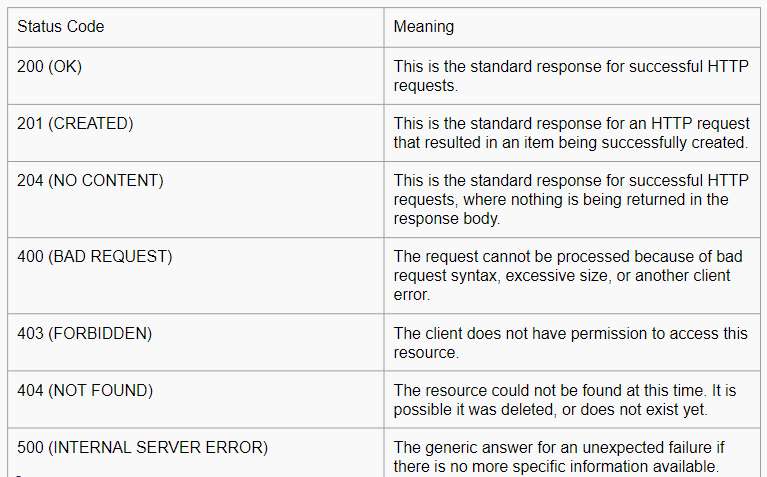 Status Code
Meaning
200 (OK)
This is the standard response for successful HTTP
requests.
201 (CREATED)
This is the standard response for an HTTP request
that resulted in an item being successfully created.
204 (NO CONTENT)
This is the standard response for successful HTTP
requests, where nothing is being returned in the
response body.
400 (BAD REQUEST)
The request cannot be processed because of bad
request syntax, excessive size, or another client
error.
403 (FORBIDDEN)
The client does not have permission to access this
resource.
404 (NOT FOUND)
The resource could not be found at this time. It is
possible it was deleted, or does not exist yet.
500 (INTERNAL SERVER ERROR)
The generic answer for an unexpected failure if
there is no more specific information available.